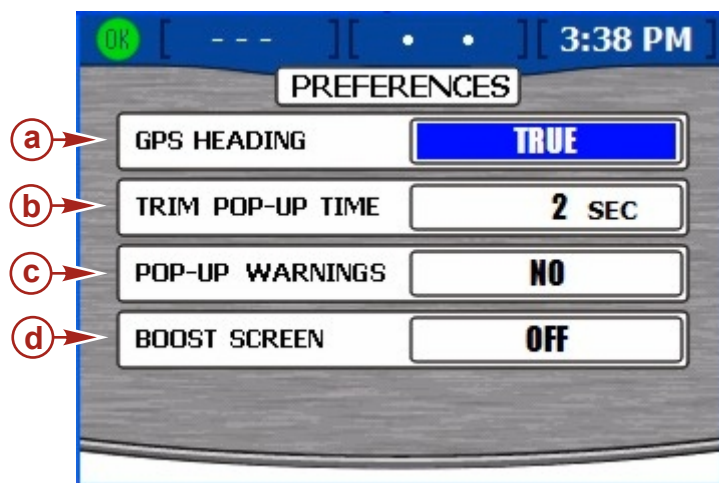 OK [ --- ][ • • ][ 3:38 PM ]
PREFERENCES
a GPS HEADING TRUE
b TRIM POP-UP TIME 2 SEC
c POP-UP WARNINGS NO
d BOOST SCREEN OFF